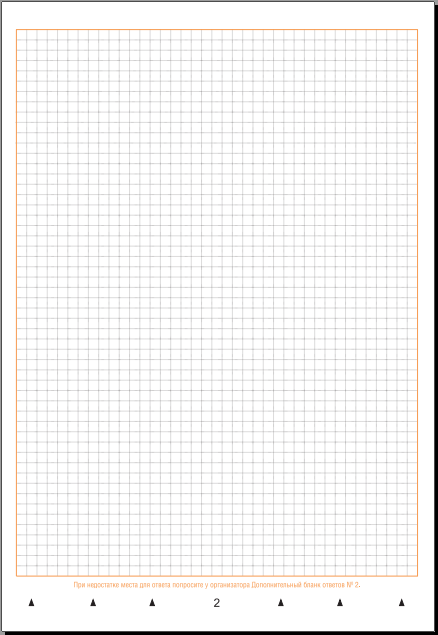 При недостатке места для ответа попросите у организатора Дополнительный бланк ответов № 2.
2